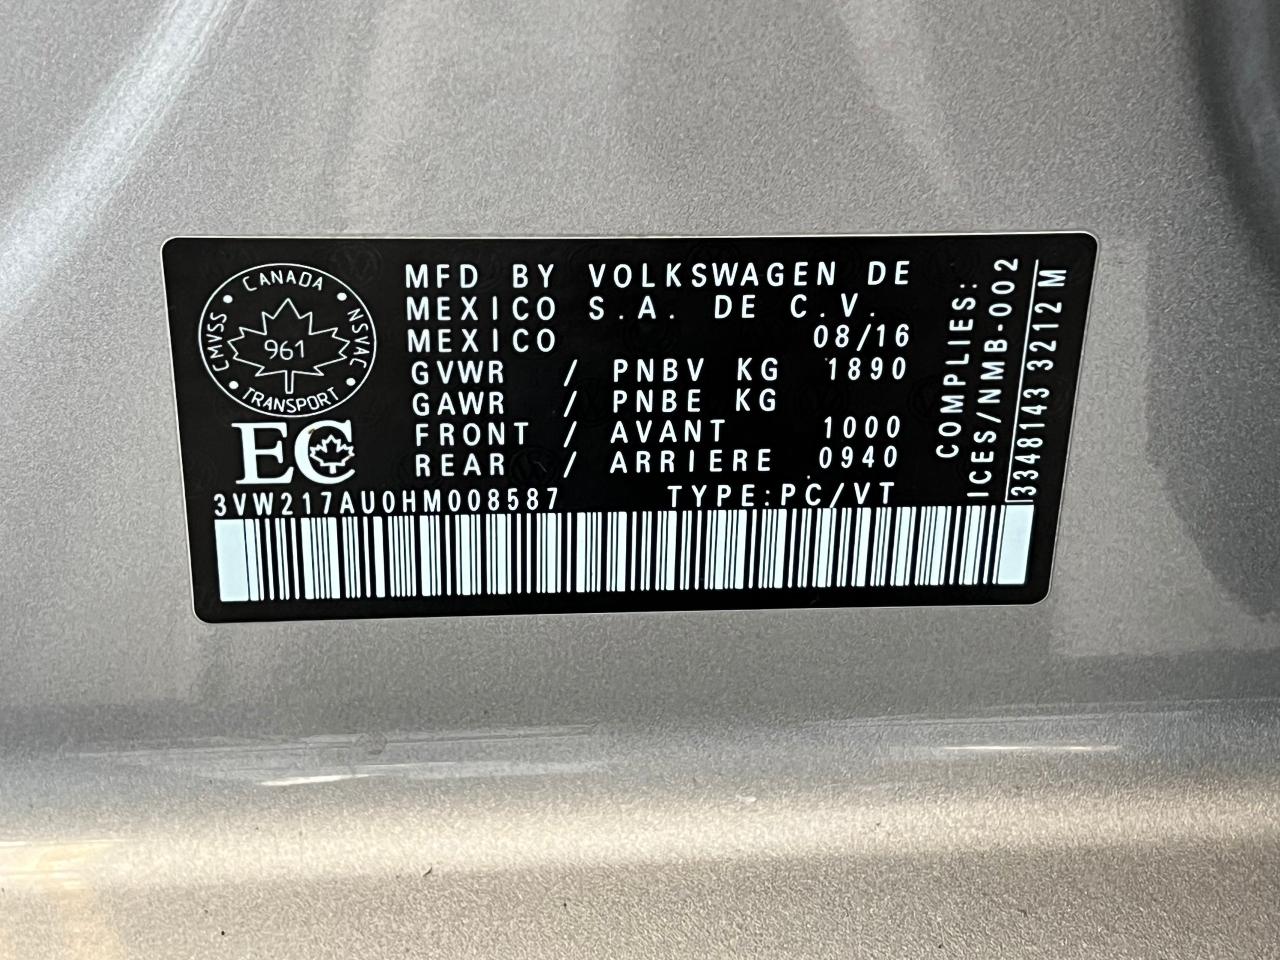 CANADA
CMVSS
NSVAC
961
TRANSPORT
EC
MFD BY VOLKSWAGEN DE
MEXICO S.A. DE C.V.
MEXICO 08/16
GVWR / PNBV KG 1890
GAWR / PNBE KG
FRONT / AVANT 1000
REAR / ARRIERE 0940
3VW217AU0HM008587 TYPE:PC/VT
COMPLIES:
ICES/NMB-002
3348143 3212 M